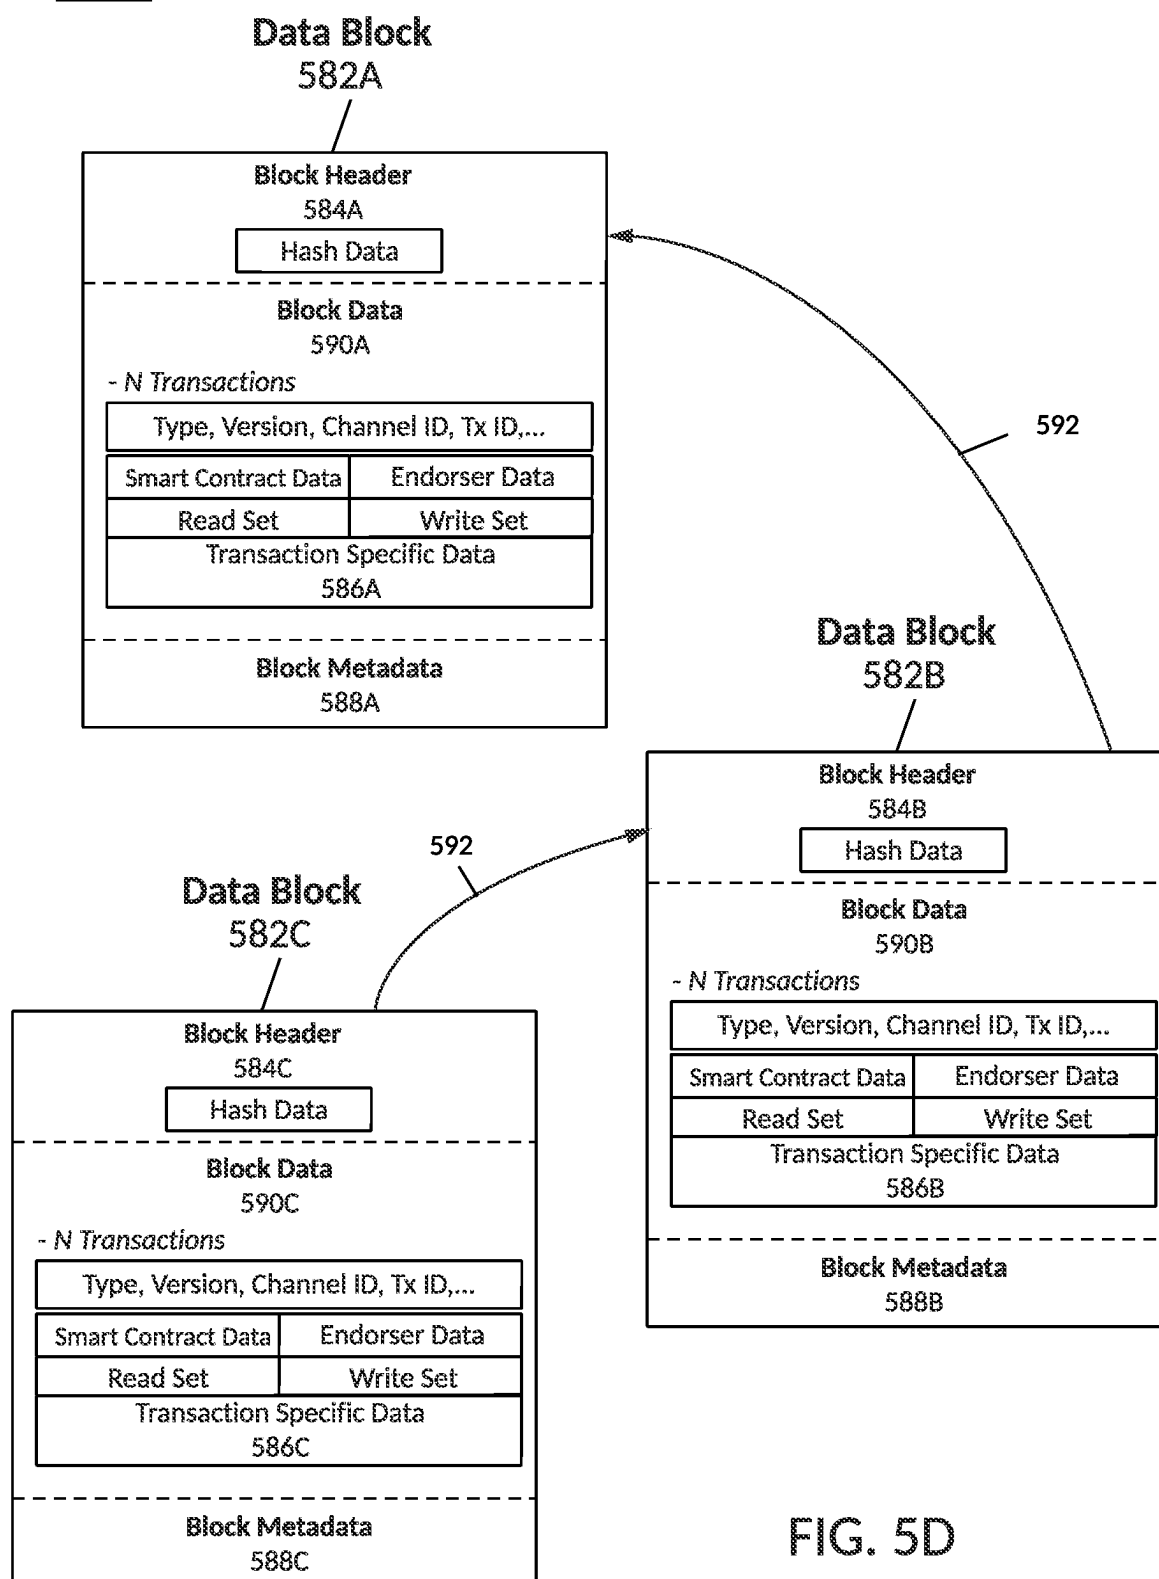 Data Block
582A
Block Header
584A
Hash Data
Block Data
590A
- N Transactions
Type, Version, Channel ID, Tx ID,...
Smart Contract Data Endorser Data
Read Set Write Set
Transaction Specific Data
586A
Block Metadata
588A
592
Data Block
582B
Block Header
584B
Hash Data
Block Data
590B
- N Transactions
Type, Version, Channel ID, Tx ID,...
Smart Contract Data Endorser Data
Read Set Write Set
Transaction Specific Data
586B
Block Metadata
588B
592
Data Block
582C
Block Header
584C
Hash Data
Block Data
590C
- N Transactions
Type, Version, Channel ID, Tx ID,...
Smart Contract Data Endorser Data
Read Set Write Set
Transaction Specific Data
586C
Block Metadata
588C
FIG. 5D